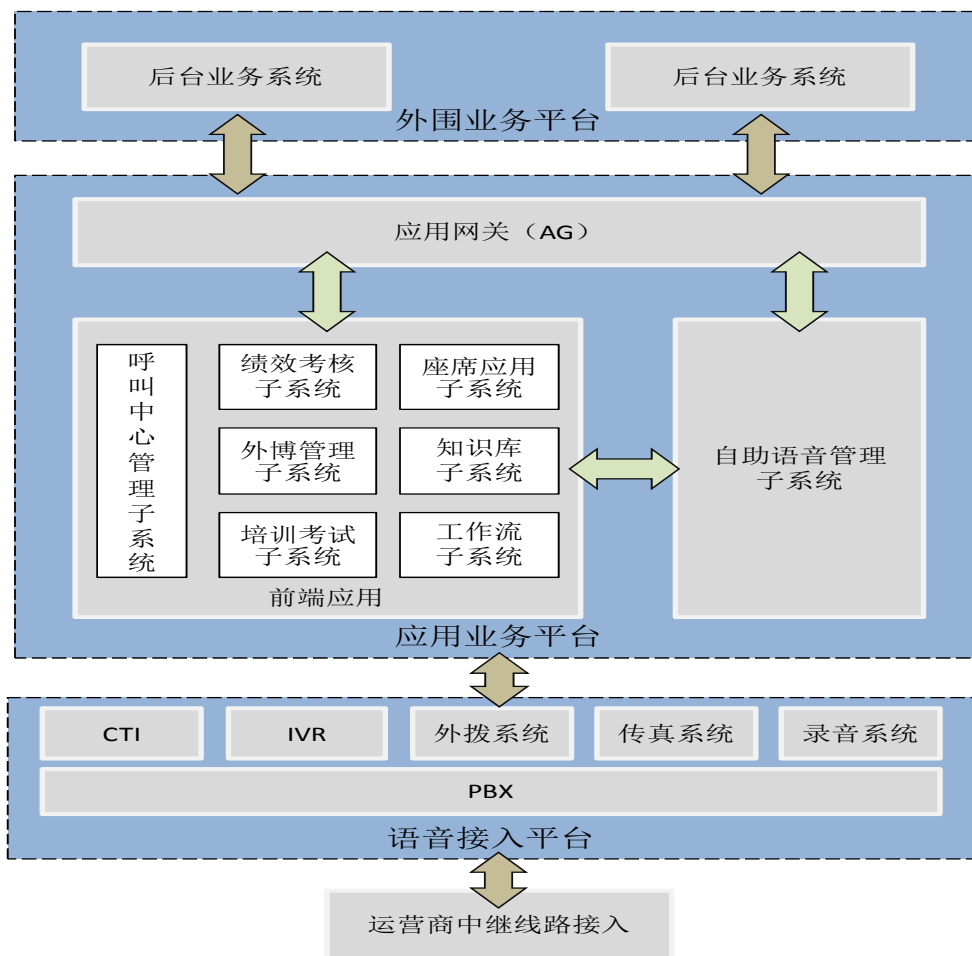 后台业务系统
后台业务系统
外围业务平台
应用网关（AG）
呼叫中心管理子系统
绩效考核
子系统
座席应用
子系统
外博管理
子系统
知识库
子系统
培训考试
子系统
工作流
子系统
前端应用
自助语音管理
子系统
应用业务平台
CTI
IVR
外拨系统
传真系统
录音系统
PBX
语音接入平台
运营商中继线路接入